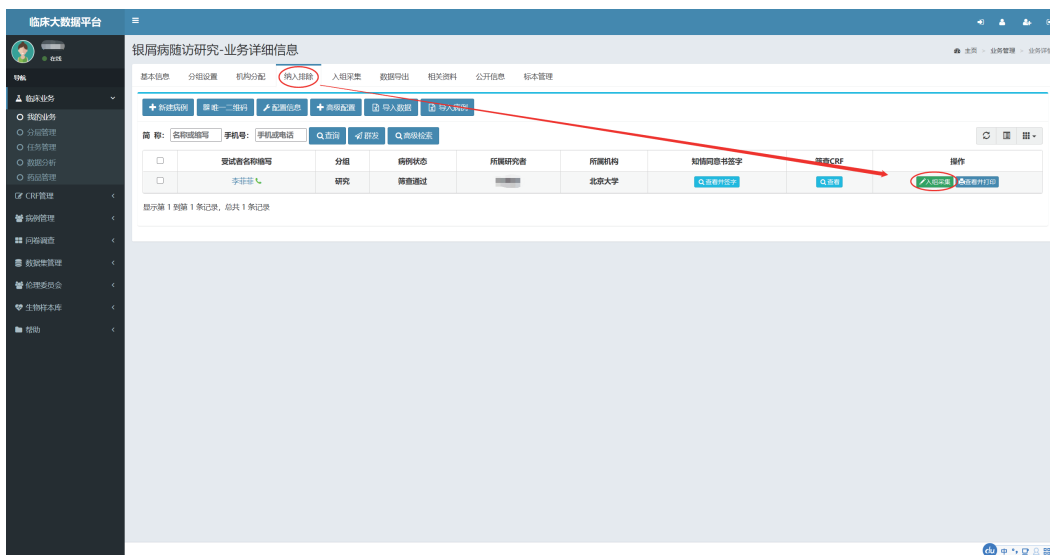 临床大数据平台
在线
银屑病随访研究-业务详细信息
主页 > 业务管理 >
导航
基本信息 分组设置 机构分配 纳入排除 入组采集 数据导出 相关资料 公开信息 标本管理
临床业务
我的业务
分层管理
任务管理
数据分析
药品管理
CRF管理
病例管理
问卷调查
数据集管理
伦理委员会
生物样本库
帮助
新建病例 唯一二维码 配置信息 高级配置 导入数据 导入病例
简 称: 名称或缩写 手机号: 手机或电话 查询 群发 高级检索
受试者名称缩写 分组 病例状态 所属研究者 所属机构 知情同意书签字 筛查CRF 操作
李菲菲 研究 筛查通过 北京大学 查看并签字 查看 入组采集 查看并打印
显示第 1 到第 1 条记录，总共 1 条记录
du 中